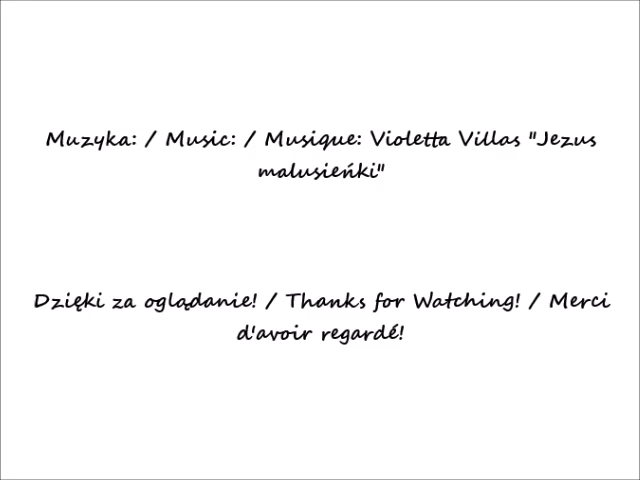 Muzyka: / Music: / Musique: Violetta Villas "Jezus
malusieńki"
Dzięki za oglądanie! / Thanks for Watching! / Merci
d'avoir regardé!